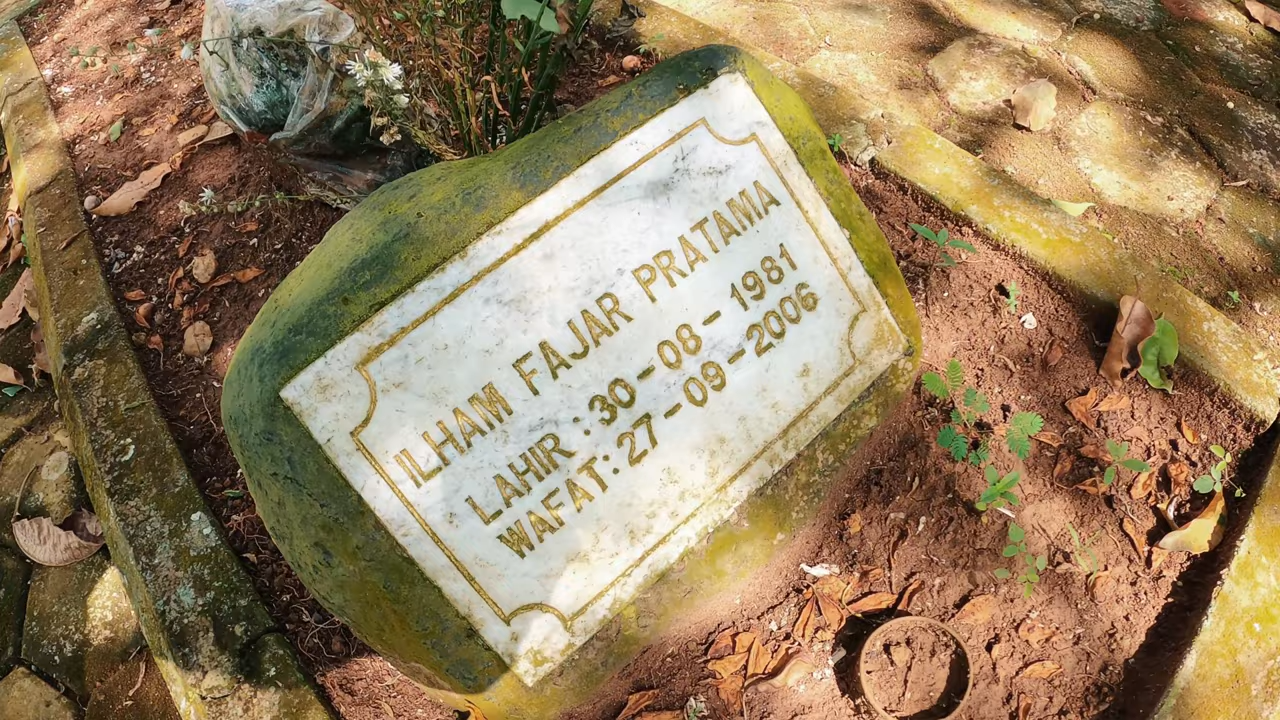 ILHAM FAJAR PRATAMA
LAHIR : 30 - 08 - 1981
WAFAT : 27 - 09 - 2006